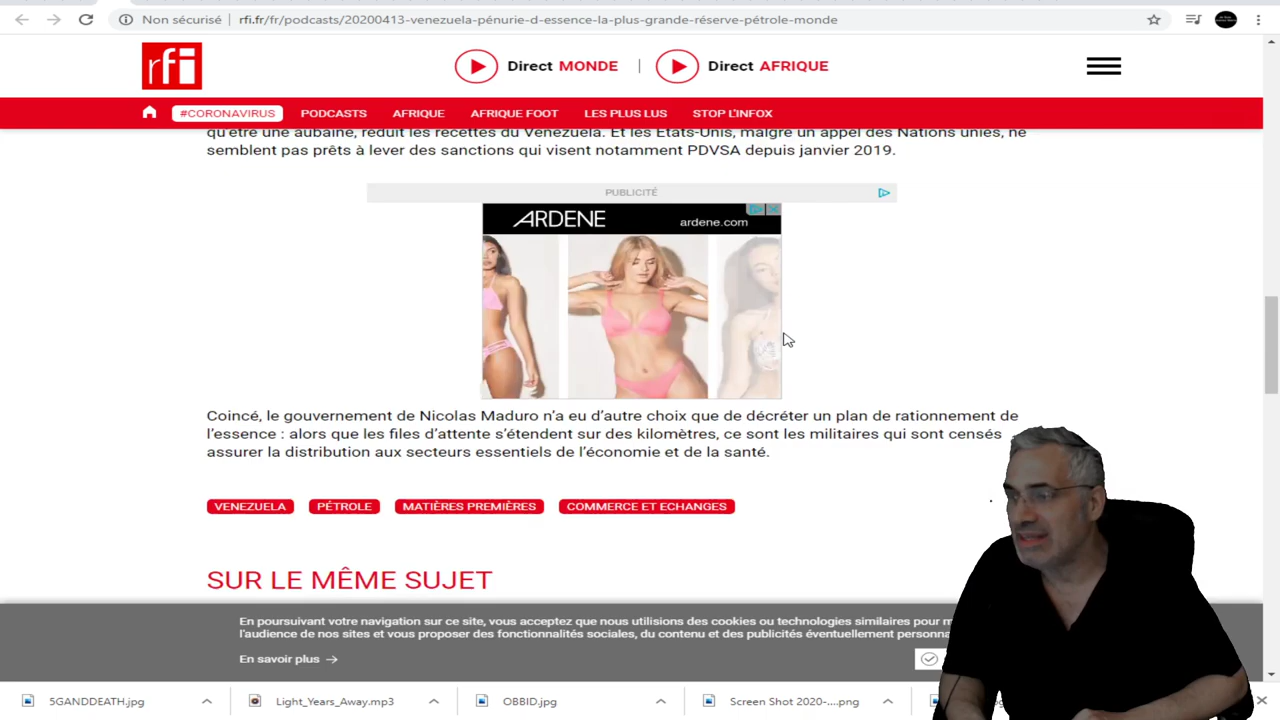 Non sécurisé
rfi.fr/fr/podcasts/20200413-venezuela-pénurie-d-essence-la-plus-grande-réserve-pétrole-monde
rfi
Direct MONDE | Direct AFRIQUE
#CORONAVIRUS PODCASTS AFRIQUE AFRIQUE FOOT LES PLUS LUS STOP L'INFOX
qu'être une aubaine, réduit les recettes du Venezuela. Et les États-Unis, malgré un appel des Nations unies, ne
semblent pas prêts à lever des sanctions qui visent notamment PDVSA depuis janvier 2019.
PUBLICITÉ
ARDENE ardene.com
Coincé, le gouvernement de Nicolas Maduro n'a eu d'autre choix que de décréter un plan de rationnement de
l'essence : alors que les files d'attente s'étendent sur des kilomètres, ce sont les militaires qui sont censés
assurer la distribution aux secteurs essentiels de l'économie et de la santé.
VENEZUELA PÉTROLE MATIÈRES PREMIÈRES COMMERCE ET ECHANGES
SUR LE MÊME SUJET
En poursuivant votre navigation sur ce site, vous acceptez que nous utilisions des cookies ou technologies similaires pour
l'audience de nos sites et vous proposer des fonctionnalités sociales, du contenu et des publicités éventuellement
En savoir plus →
5GANDDEATH.jpg Light_Years_Away.mp3 OBBID.jpg Screen Shot 2020-....png